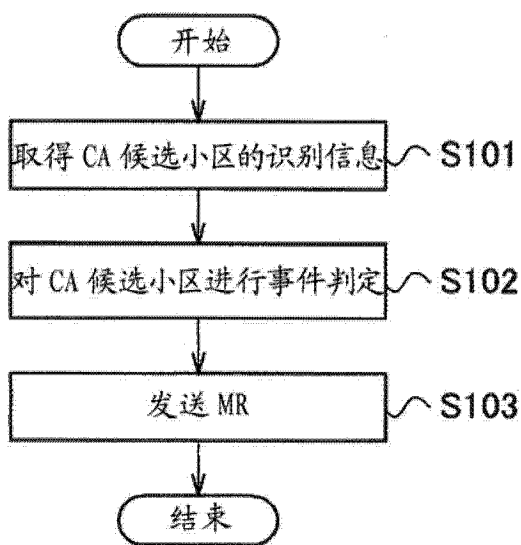 开始
取得 CA 候选小区的识别信息
S101
对 CA 候选小区进行事件判定
S102
发送 MR
S103
结束